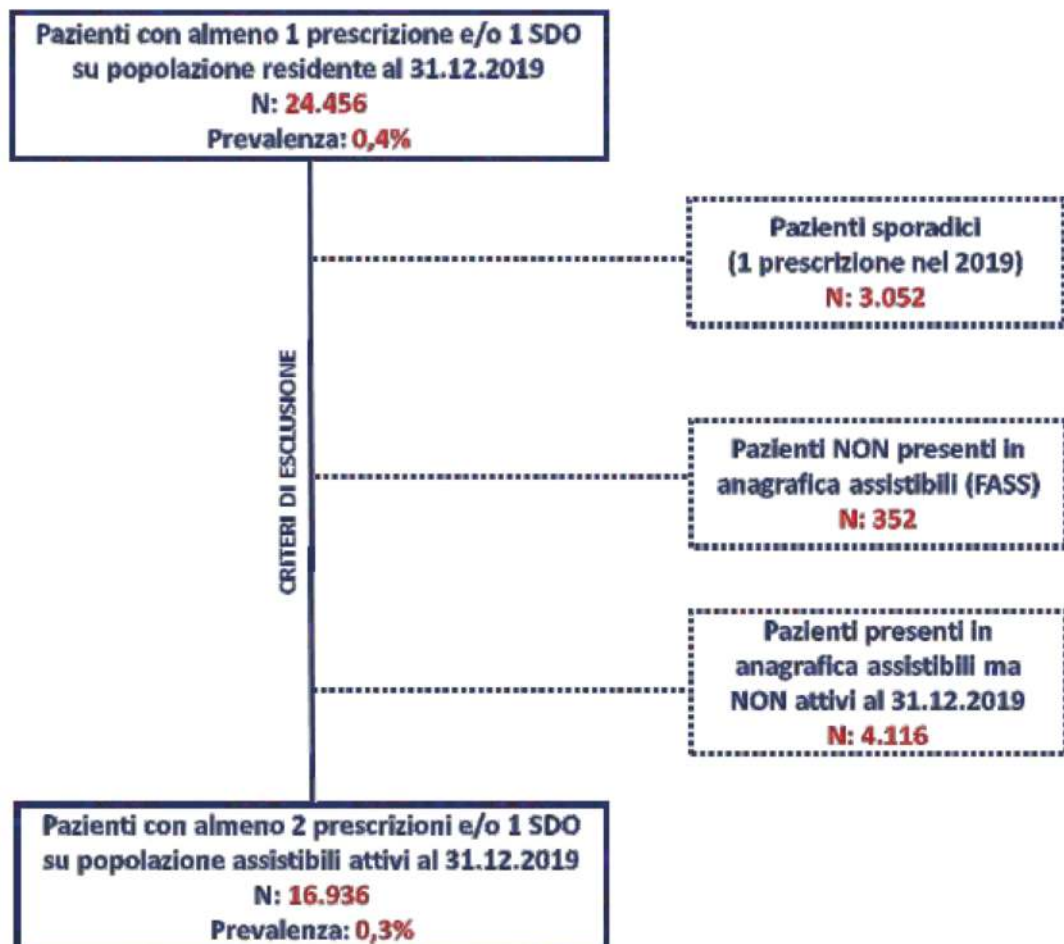 Pazienti con almeno 1 prescrizione e/o 1 SDO
su popolazione residente al 31.12.2019
N: 24.456
Prevalenza: 0,4%
Pazienti sporadici
(1 prescrizione nel 2019)
N: 3.052
CRITERI DI ESCLUSIONE
Pazienti NON presenti in
anagrafica assistibili (FASS)
N: 352
Pazienti presenti in
anagrafica assistibili ma
NON attivi al 31.12.2019
N: 4.116
Pazienti con almeno 2 prescrizioni e/o 1 SDO
su popolazione assistibili attivi al 31.12.2019
N: 16.936
Prevalenza: 0,3%